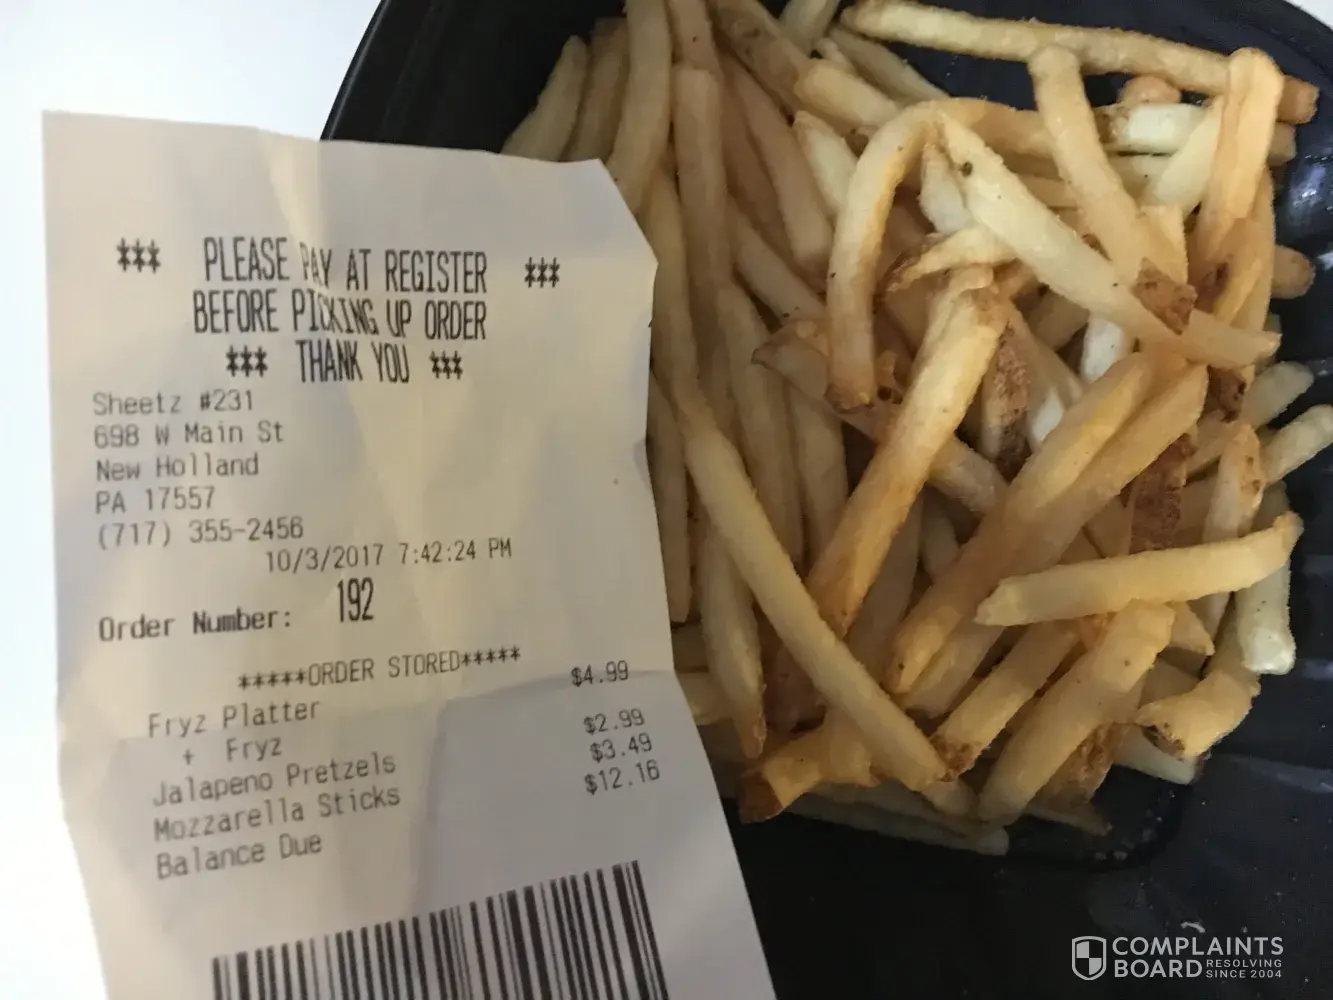 *** PLEASE PAY AT REGISTER ***
BEFORE PICKING UP ORDER
*** THANK YOU ***
Sheetz #231
698 W Main St
New Holland
PA 17557
(717) 355-2456
10/3/2017 7:42:24 PM
Order Number: 192
*****ORDER STORED*****
Fryz Platter $4.99
+ Fryz
Jalapeno Pretzels $2.99
Mozzarella Sticks $3.49
Balance Due $12.16
COMPLAINTS
BOARD RESOLVING SINCE 2004